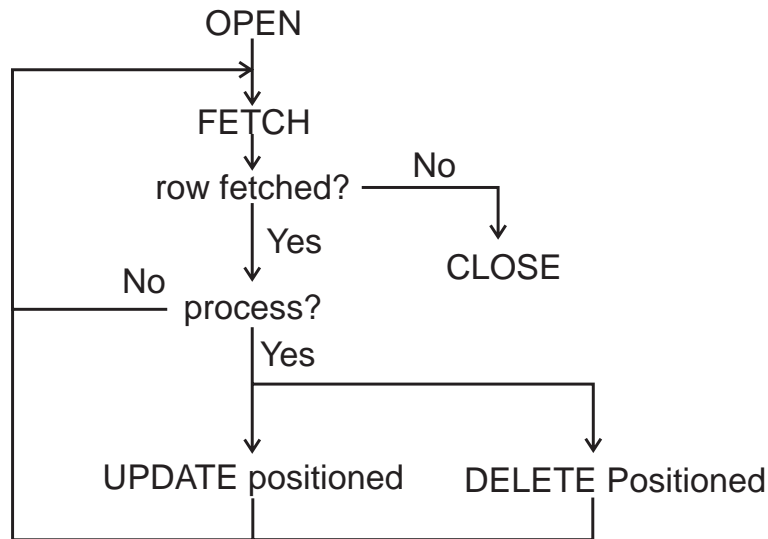 OPEN
FETCH
No
row fetched?
Yes
CLOSE
No
process?
Yes
UPDATE positioned
DELETE Positioned